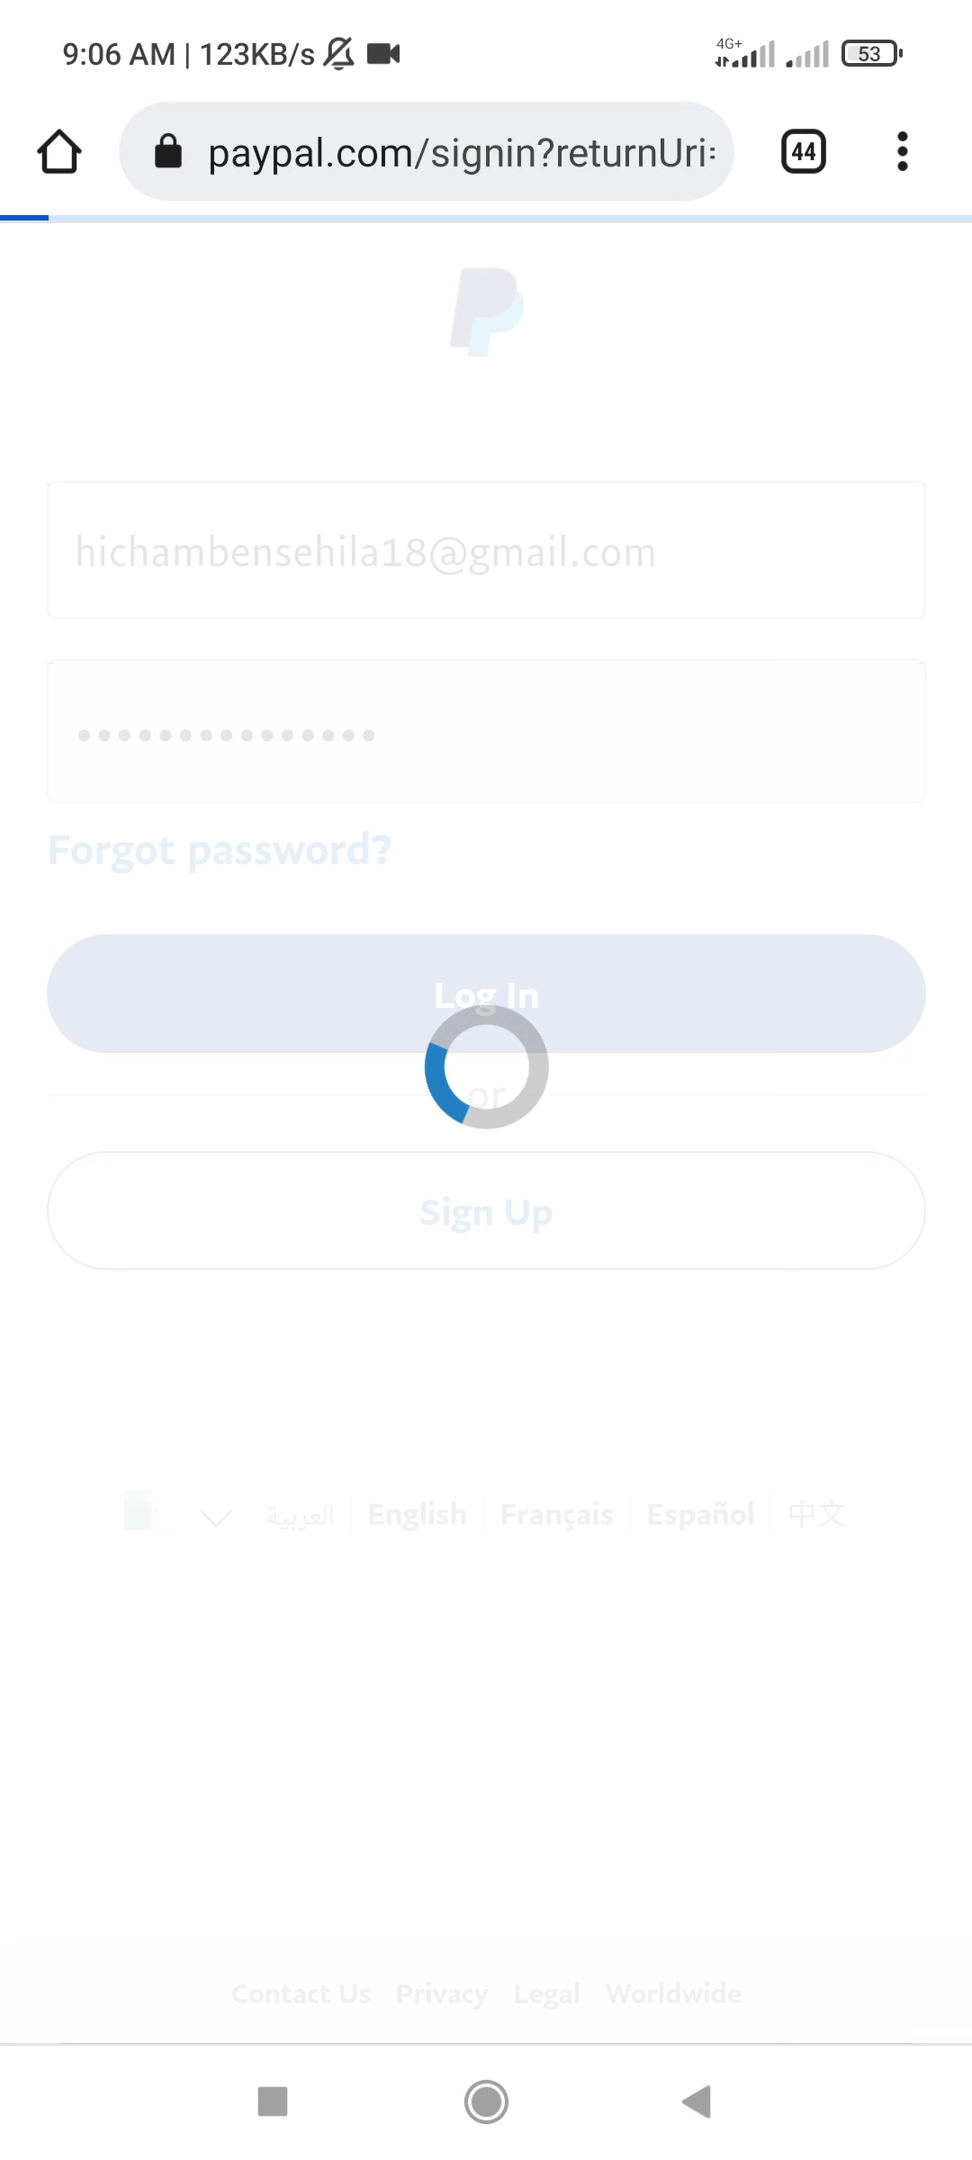 9:06 AM | 123KB/s
4G+
53
paypal.com/signin?returnUri=
44
hichambensehila18@gmail.com
•••••••••••••••
Forgot password?
Log In
or
Sign Up
العربية English Français Español 中文
Contact Us Privacy Legal Worldwide